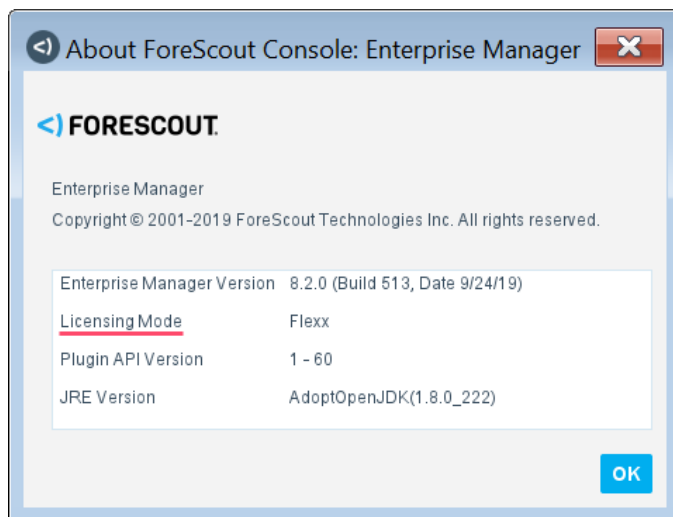 About ForeScout Console: Enterprise Manager
FORESCOUT.
Enterprise Manager
Copyright © 2001-2019 ForeScout Technologies Inc. All rights reserved.
Enterprise Manager Version 8.2.0 (Build 513, Date 9/24/19)
Licensing Mode Flexx
Plugin API Version 1 - 60
JRE Version AdoptOpenJDK(1.8.0_222)
OK